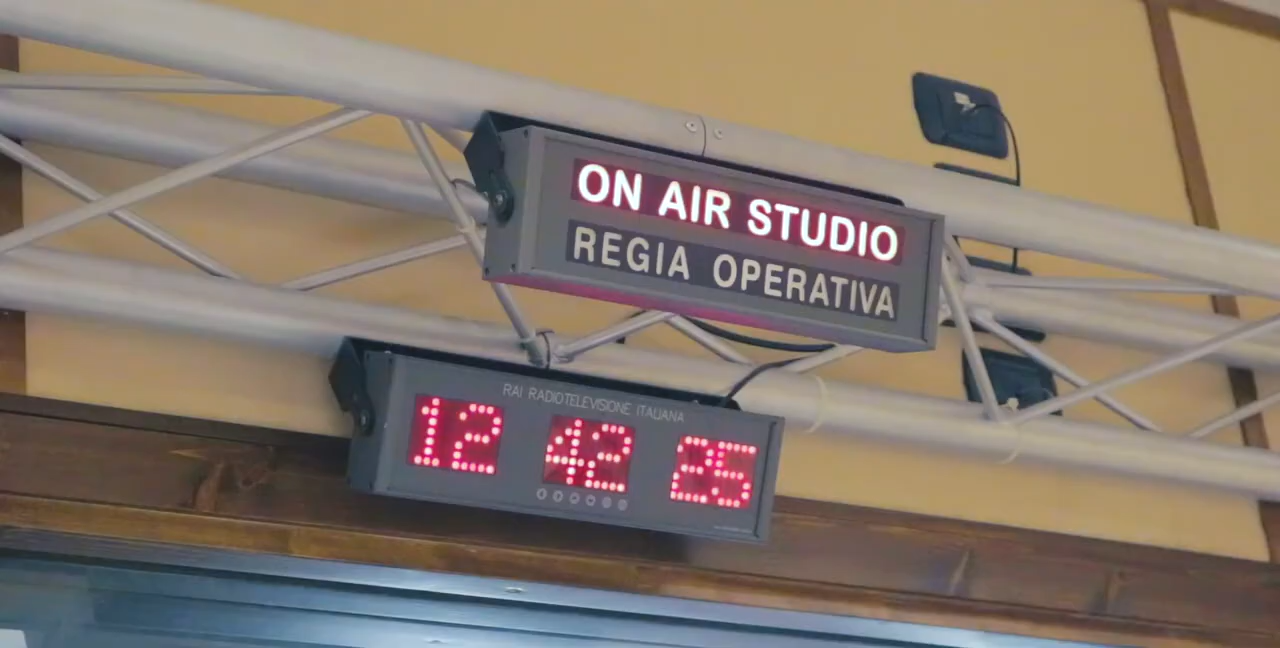 ON AIR STUDIO
REGIA OPERATIVA
RAI RADIOTELEVISIONE ITALIANA
12 42 25